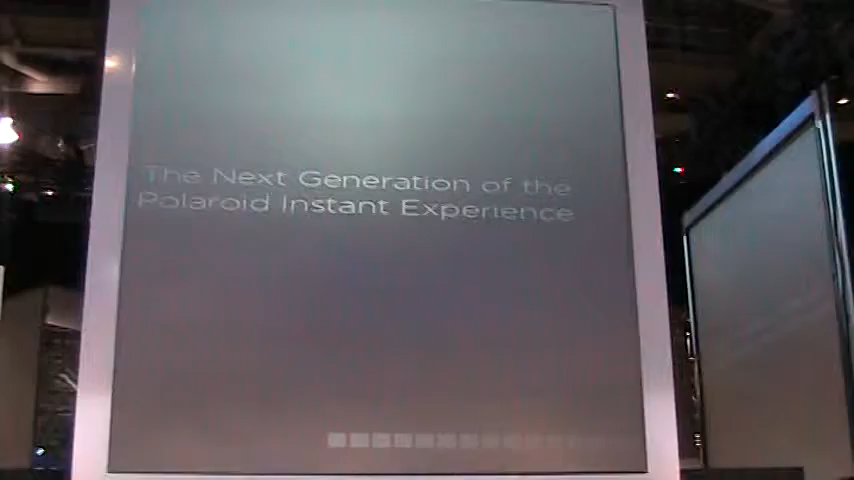 The Next Generation of the
Polaroid Instant Experience